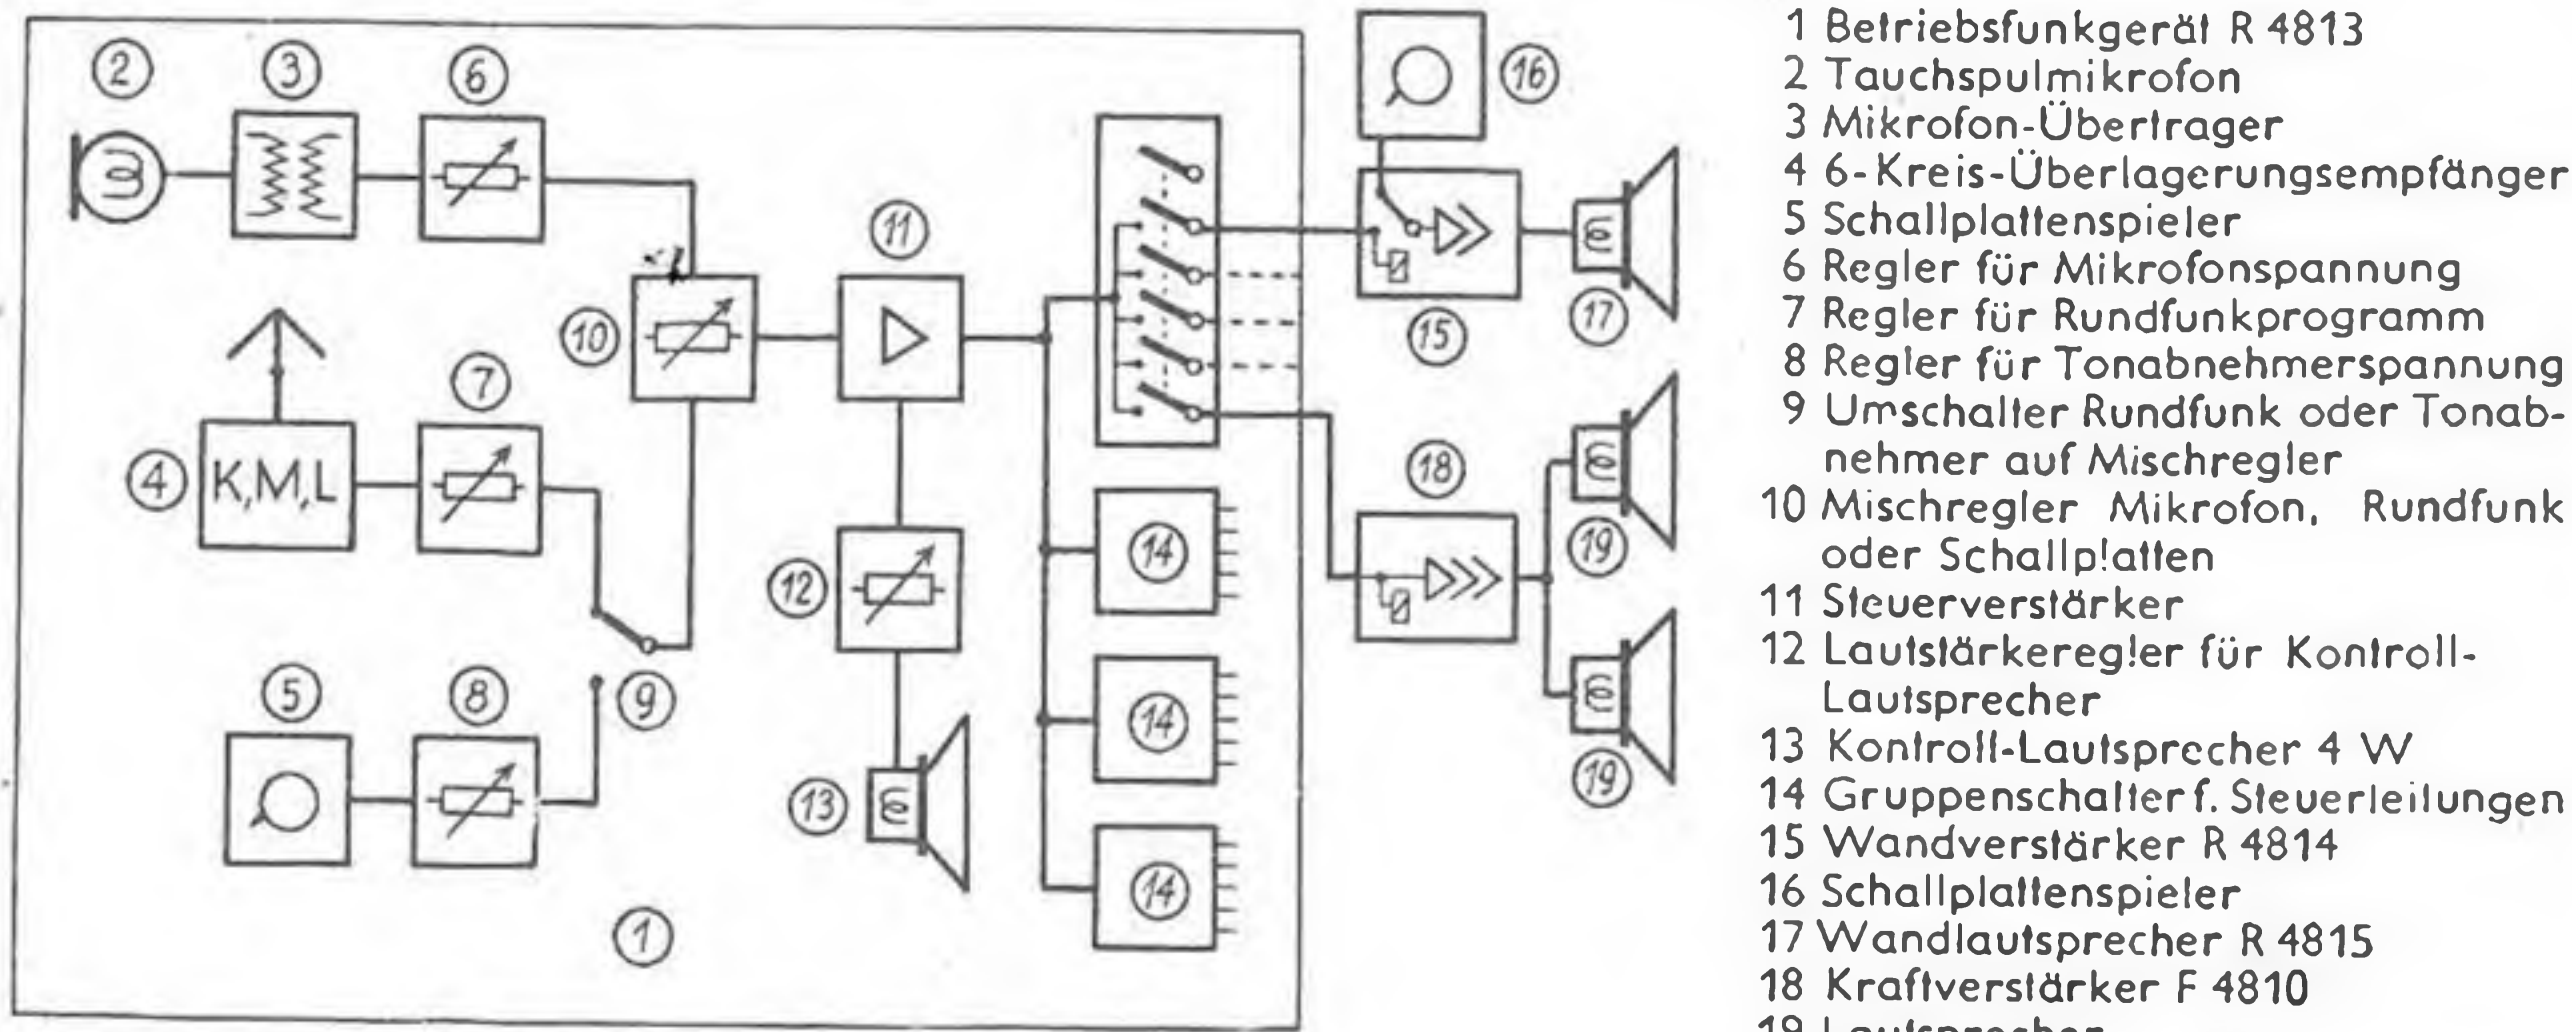 2
3
6
16
11
10
17
15
7
4
K,M,L
18
19
14
12
5
8
9
14
13
19
14
1
1 Betriebsfunkgerät R 4813
2 Tauchspulmikrofon
3 Mikrofon-Übertrager
4 6-Kreis-Überlagerungsempfänger
5 Schallplattenspieler
6 Regler für Mikrofonspannung
7 Regler für Rundfunkprogramm
8 Regler für Tonabnehmerspannung
9 Umschalter Rundfunk oder Tonab-
nehmer auf Mischregler
10 Mischregler Mikrofon, Rundfunk
oder Schallplatten
11 Steuerverstärker
12 Lautstärkeregler für Kontroll-
Lautsprecher
13 Kontroll-Lautsprecher 4 W
14 Gruppenschalter f. Steuerleitungen
15 Wandverstärker R 4814
16 Schallplattenspieler
17 Wandlautsprecher R 4815
18 Kraftverstärker F 4810
19 Lautsprecher